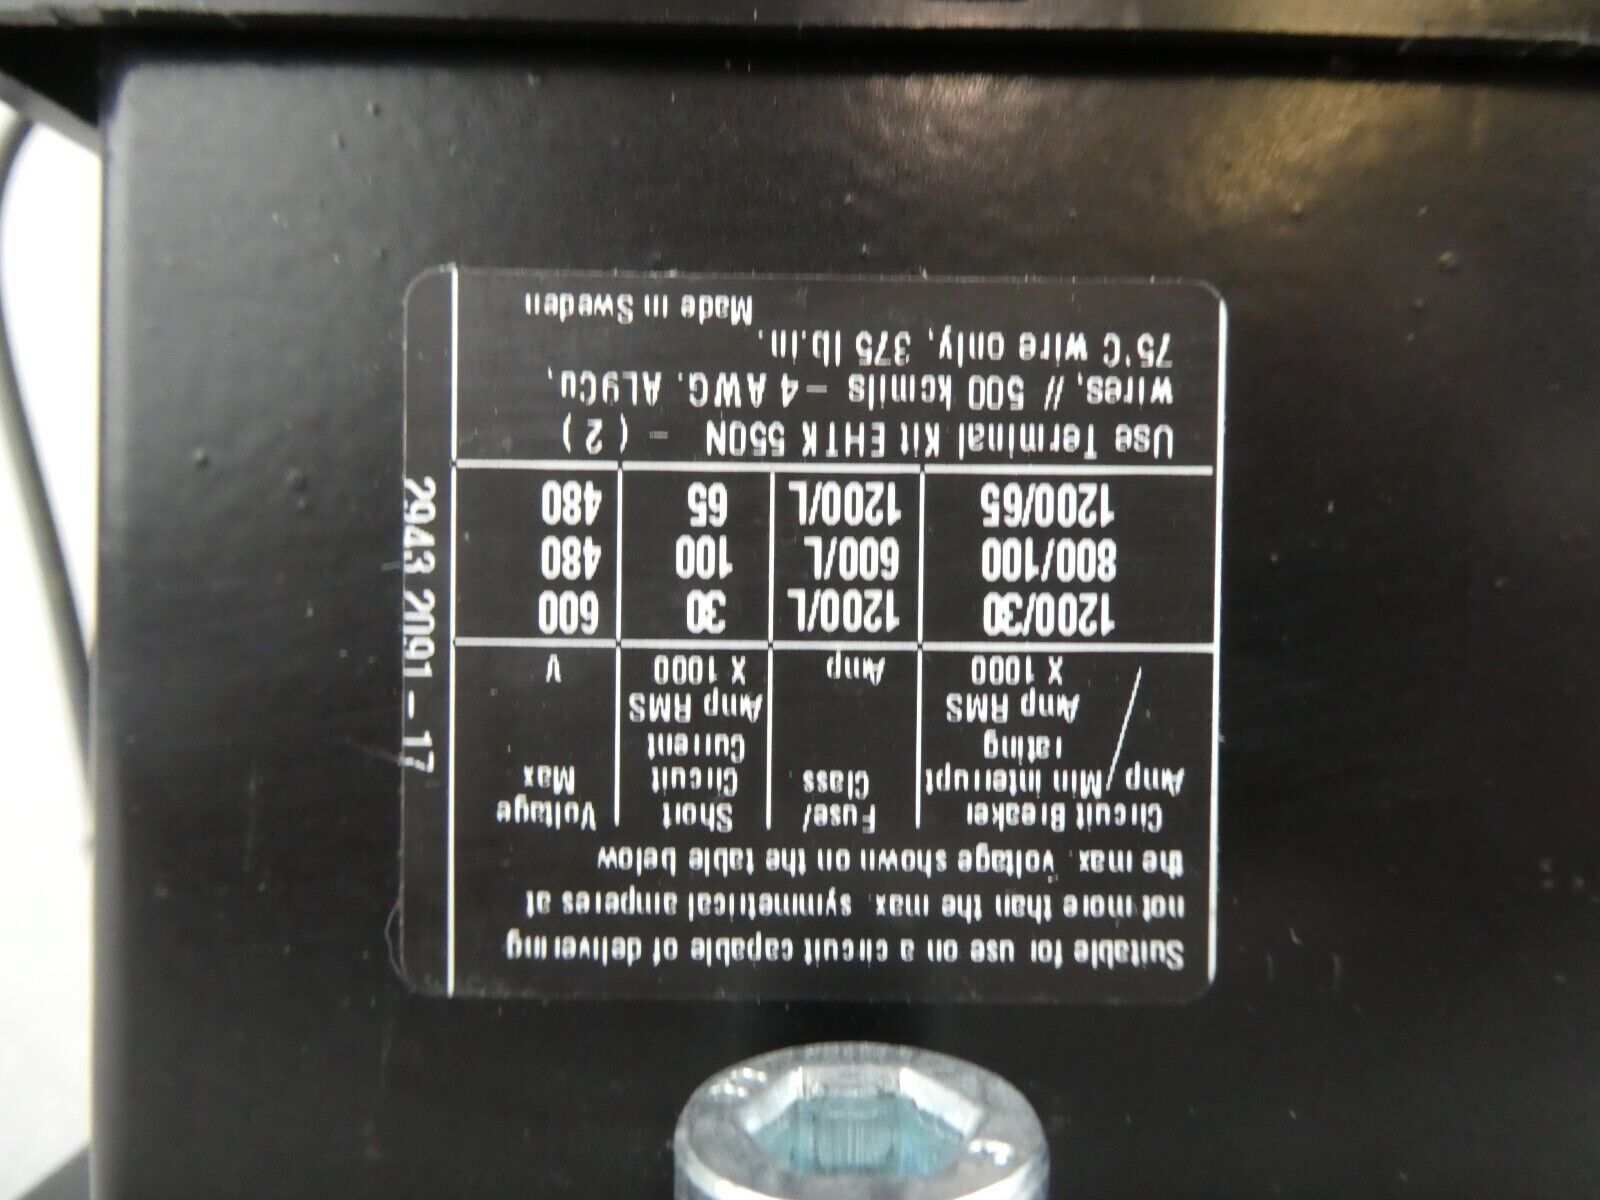 Suitable for use on a circuit capable of delivering
not more than the max. symmetrical amperes at
the max. voltage shown on the table below
Circuit Breaker Fuse/ Short Voltage
Amp / Min interrupt Class Circuit Max
rating Current
Amp RMS Amp RMS
X 1000 Amp X 1000 V
1200/30 1200/L 30 600
800/100 600/L 100 480
1200/65 1200/L 65 480
Use Terminal Kit EHTK 550N - ( 2 )
wires, // 500 kcmils - 4 AWG. AL9Cu,
75°C wire only, 375 lb.in.
Made in Sweden
2943 2091 - 17